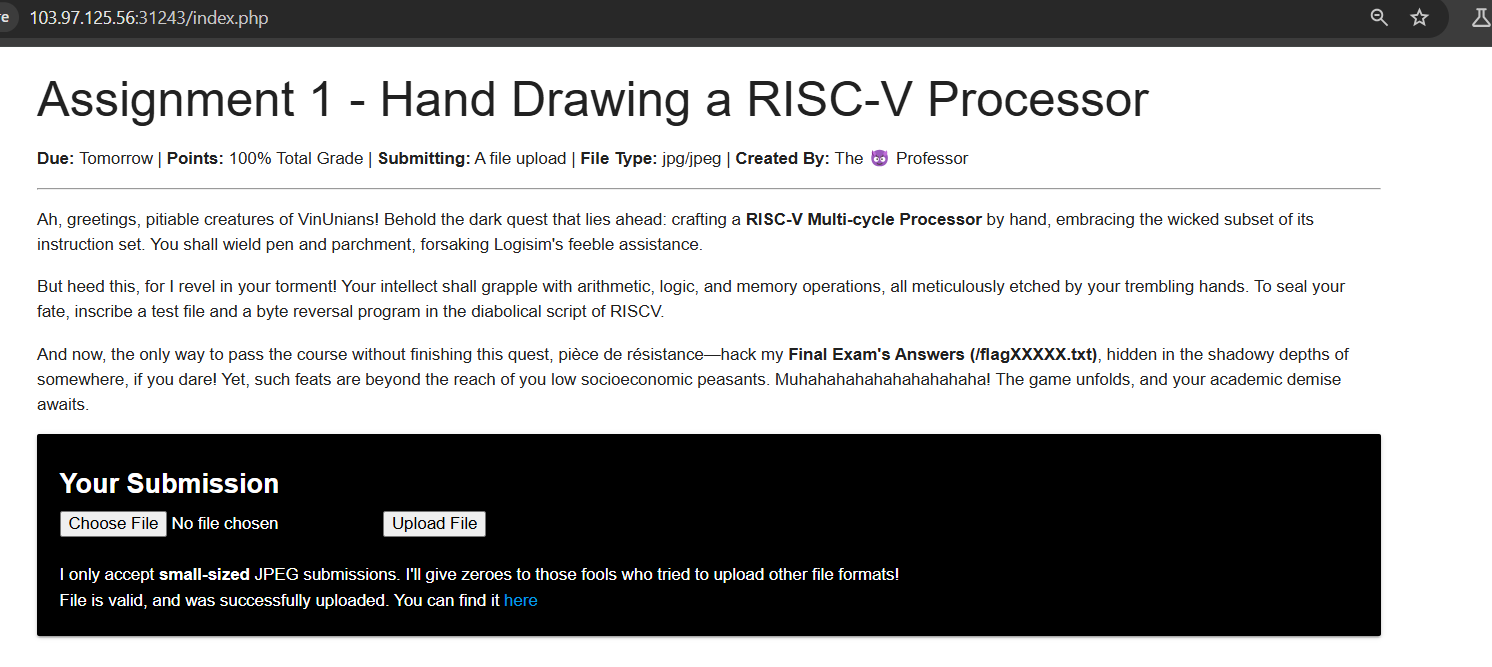 re 103.97.125.56:31243/index.php
Assignment 1 - Hand Drawing a RISC-V Processor
Due: Tomorrow | Points: 100% Total Grade | Submitting: A file upload | File Type: jpg/jpeg | Created By: The 😈 Professor
Ah, greetings, pitiable creatures of VinUnians! Behold the dark quest that lies ahead: crafting a RISC-V Multi-cycle Processor by hand, embracing the wicked subset of its
instruction set. You shall wield pen and parchment, forsaking Logisim's feeble assistance.
But heed this, for I revel in your torment! Your intellect shall grapple with arithmetic, logic, and memory operations, all meticulously etched by your trembling hands. To seal your
fate, inscribe a test file and a byte reversal program in the diabolical script of RISCV.
And now, the only way to pass the course without finishing this quest, pièce de résistance—hack my Final Exam's Answers (/flagXXXXX.txt), hidden in the shadowy depths of
somewhere, if you dare! Yet, such feats are beyond the reach of you low socioeconomic peasants. Muhahahahahahahahaha! The game unfolds, and your academic demise
awaits.
Your Submission
Choose File No file chosen Upload File
I only accept small-sized JPEG submissions. I'll give zeroes to those fools who tried to upload other file formats!
File is valid, and was successfully uploaded. You can find it here